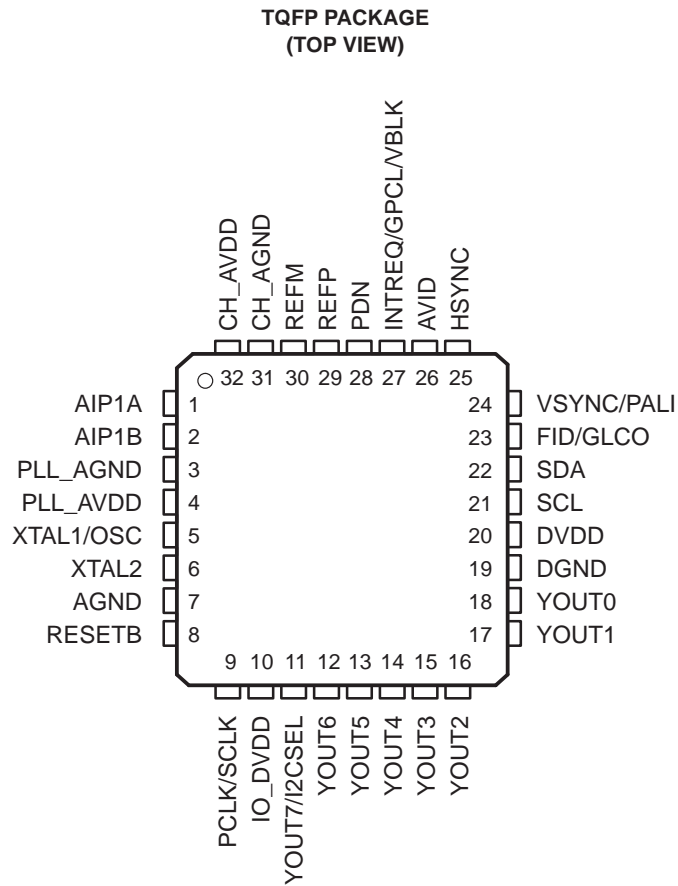 TQFP PACKAGE
(TOP VIEW)
CH_AVDD
CH_AGND
REFM
REFP
PDN
INTREQ/GPCL/VBLK
AVID
HSYNC
32 31 30 29 28 27 26 25
AIP1A 1
AIP1B 2
PLL_AGND 3
PLL_AVDD 4
XTAL1/OSC 5
XTAL2 6
AGND 7
RESETB 8
24 VSYNC/PALI
23 FID/GLCO
22 SDA
21 SCL
20 DVDD
19 DGND
18 YOUT0
17 YOUT1
9 10 11 12 13 14 15 16
PCLK/SCLK
IO_DVDD
YOUT7/I2CSEL
YOUT6
YOUT5
YOUT4
YOUT3
YOUT2